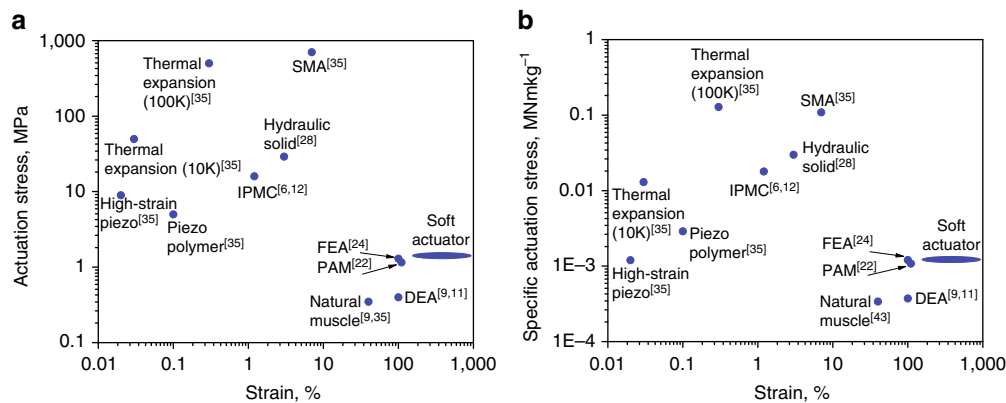 a
1,000
100
10
1
0.1
Actuation stress, MPa
Thermal
expansion
(100K)[35]
SMA[35]
Thermal
expansion (10K)[35]
Hydraulic
solid[28]
IPMC[6,12]
High-strain
piezo[35]
Piezo
polymer[35]
FEA[24]
PAM[22]
Soft
actuator
Natural
muscle[9,35]
DEA[9,11]
0.01
0.1
1
10
100
1,000
Strain, %
b
1
0.1
0.01
1E–3
1E–4
Specific actuation stress, MNmkg–1
Thermal
expansion
(100K)[35]
SMA[35]
Hydraulic
solid[28]
IPMC[6,12]
Thermal
expansion
(10K)[35]
Piezo
polymer[35]
High-strain
piezo[35]
FEA[24]
PAM[22]
Soft
actuator
Natural
muscle[43]
DEA[9,11]
0.01
0.1
1
10
100
1,000
Strain, %